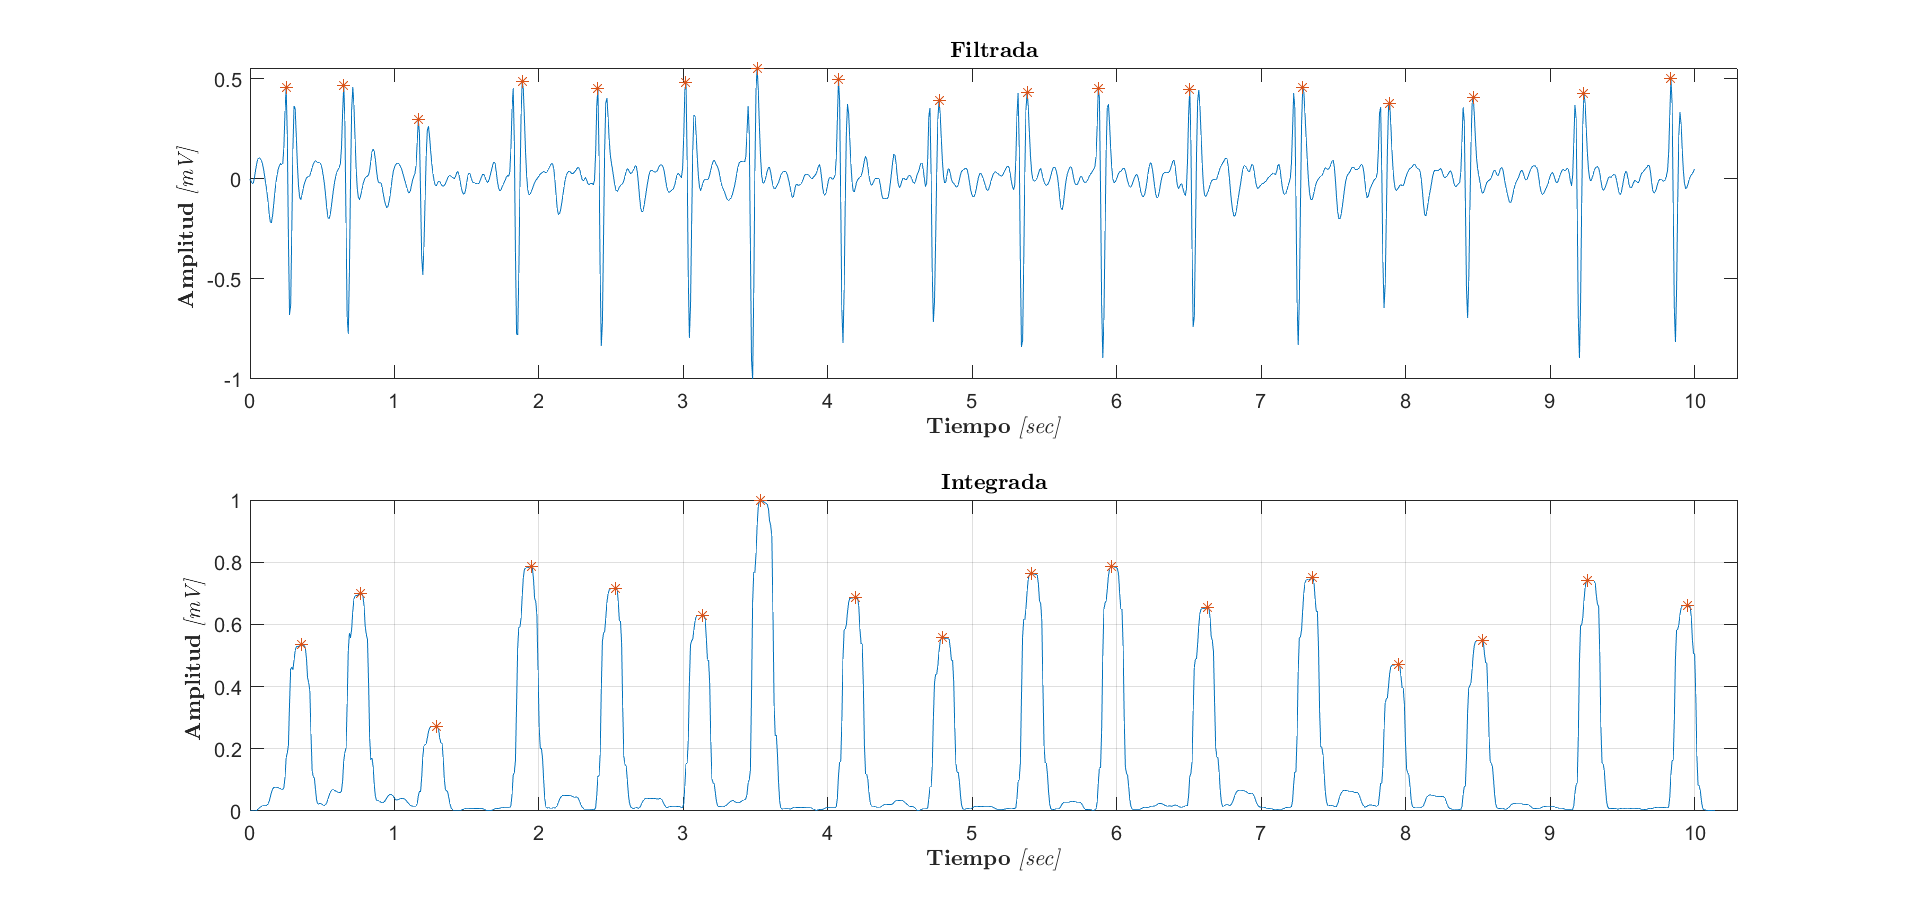 Filtrada
Amplitud [mV]
0.5
0
-0.5
-1
0 1 2 3 4 5 6 7 8 9 10
Tiempo [sec]
Integrada
Amplitud [mV]
1
0.8
0.6
0.4
0.2
0
0 1 2 3 4 5 6 7 8 9 10
Tiempo [sec]